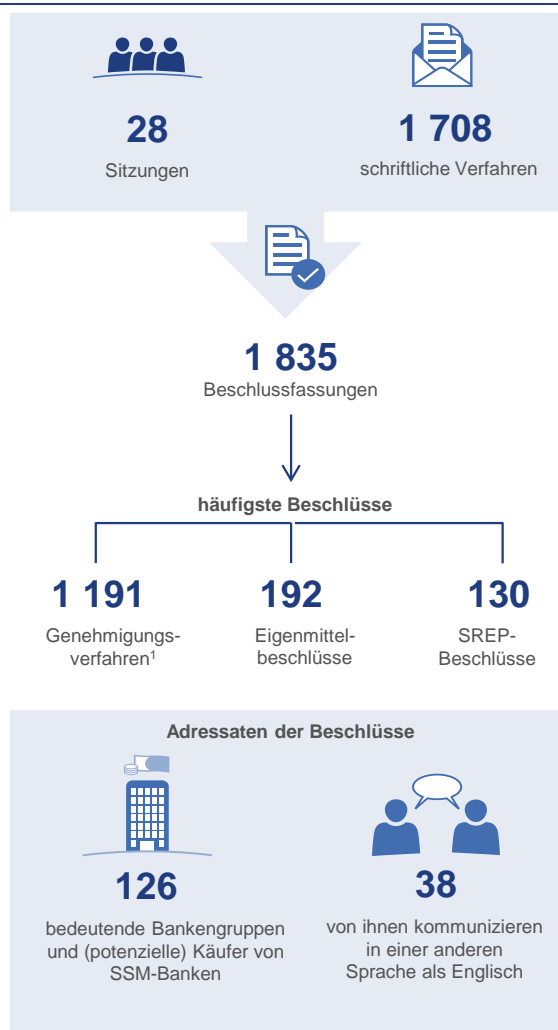 28
Sitzungen
1 708
schriftliche Verfahren
1 835
Beschlussfassungen
häufigste Beschlüsse
1 191
Genehmigungs-
verfahren¹
192
Eigenmittel-
beschlüsse
130
SREP-
Beschlüsse
Adressaten der Beschlüsse
126
bedeutende Bankengruppen
und (potenzielle) Käufer von
SSM-Banken
38
von ihnen kommunizieren
in einer anderen
Sprache als Englisch